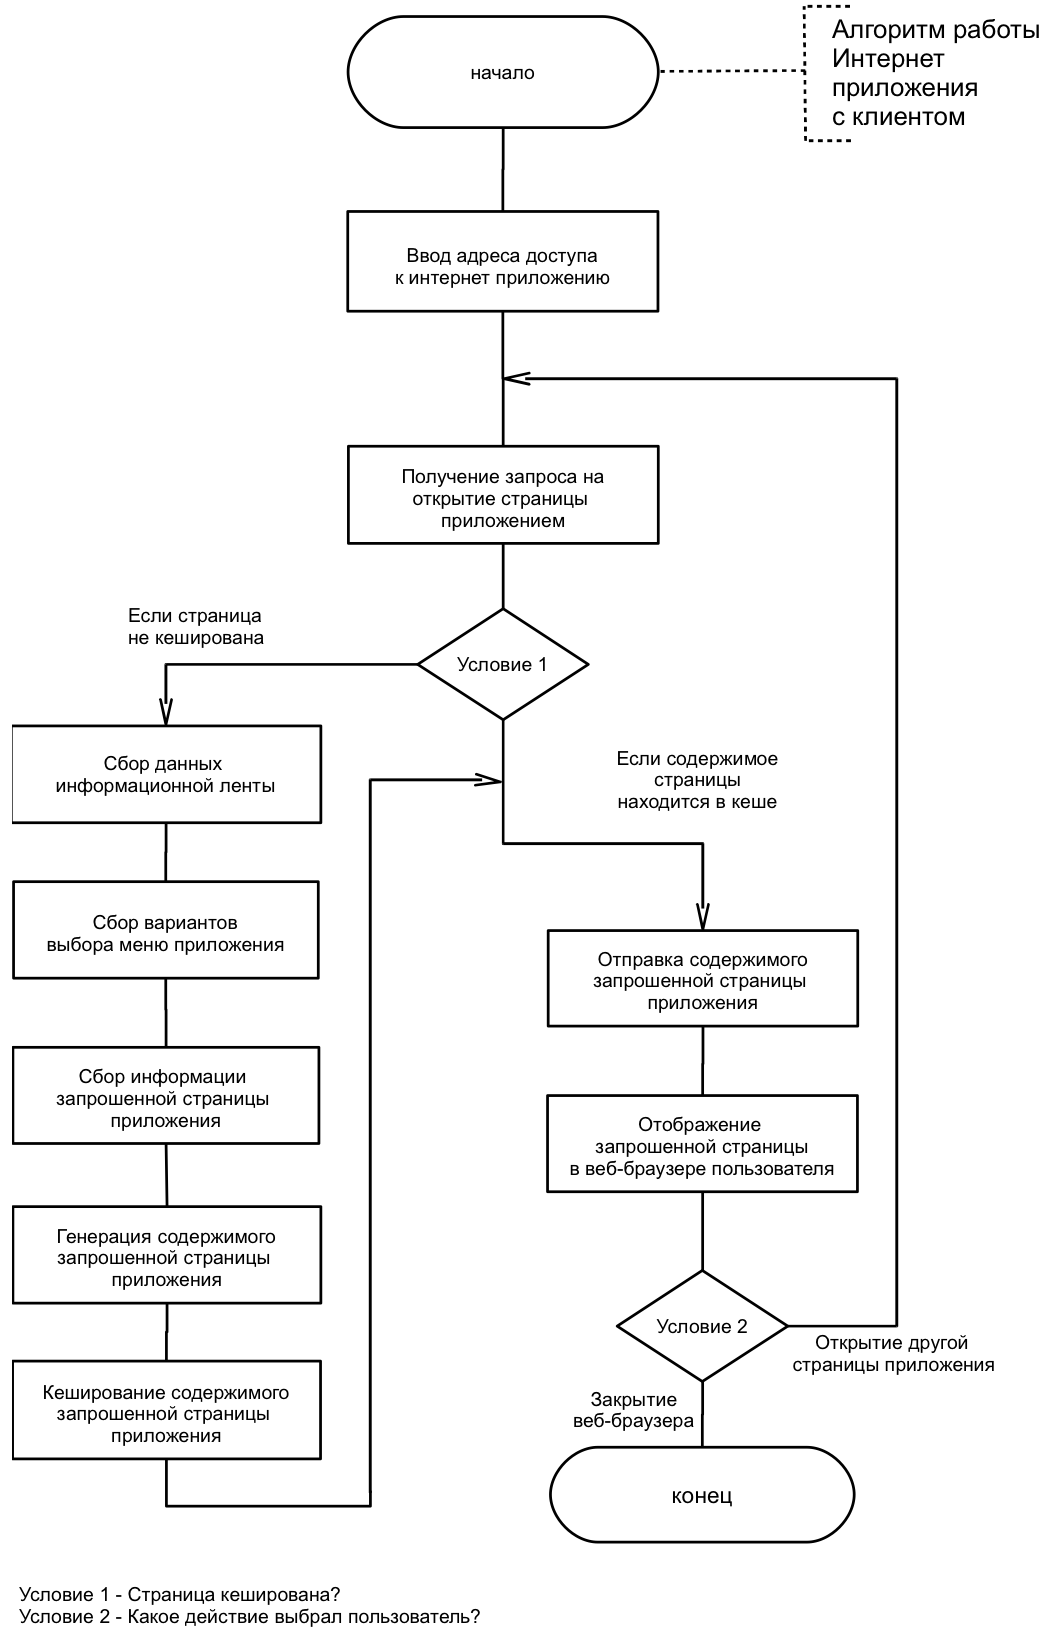 начало
Алгоритм работы
Интернет
приложения
с клиентом
Ввод адреса доступа
к интернет приложению
Получение запроса на
открытие страницы
приложением
Если страница
не кеширована
Условие 1
Сбор данных
информационной ленты
Если содержимое
страницы
находится в кеше
Сбор вариантов
выбора меню приложения
Отправка содержимого
запрошенной страницы
приложения
Сбор информации
запрошенной страницы
приложения
Отображение
запрошенной страницы
в веб-браузере пользователя
Генерация содержимого
запрошенной страницы
приложения
Условие 2
Открытие другой
страницы приложения
Кеширование содержимого
запрошенной страницы
приложения
Закрытие
веб-браузера
конец
Условие 1 - Страница кеширована?
Условие 2 - Какое действие выбрал пользователь?